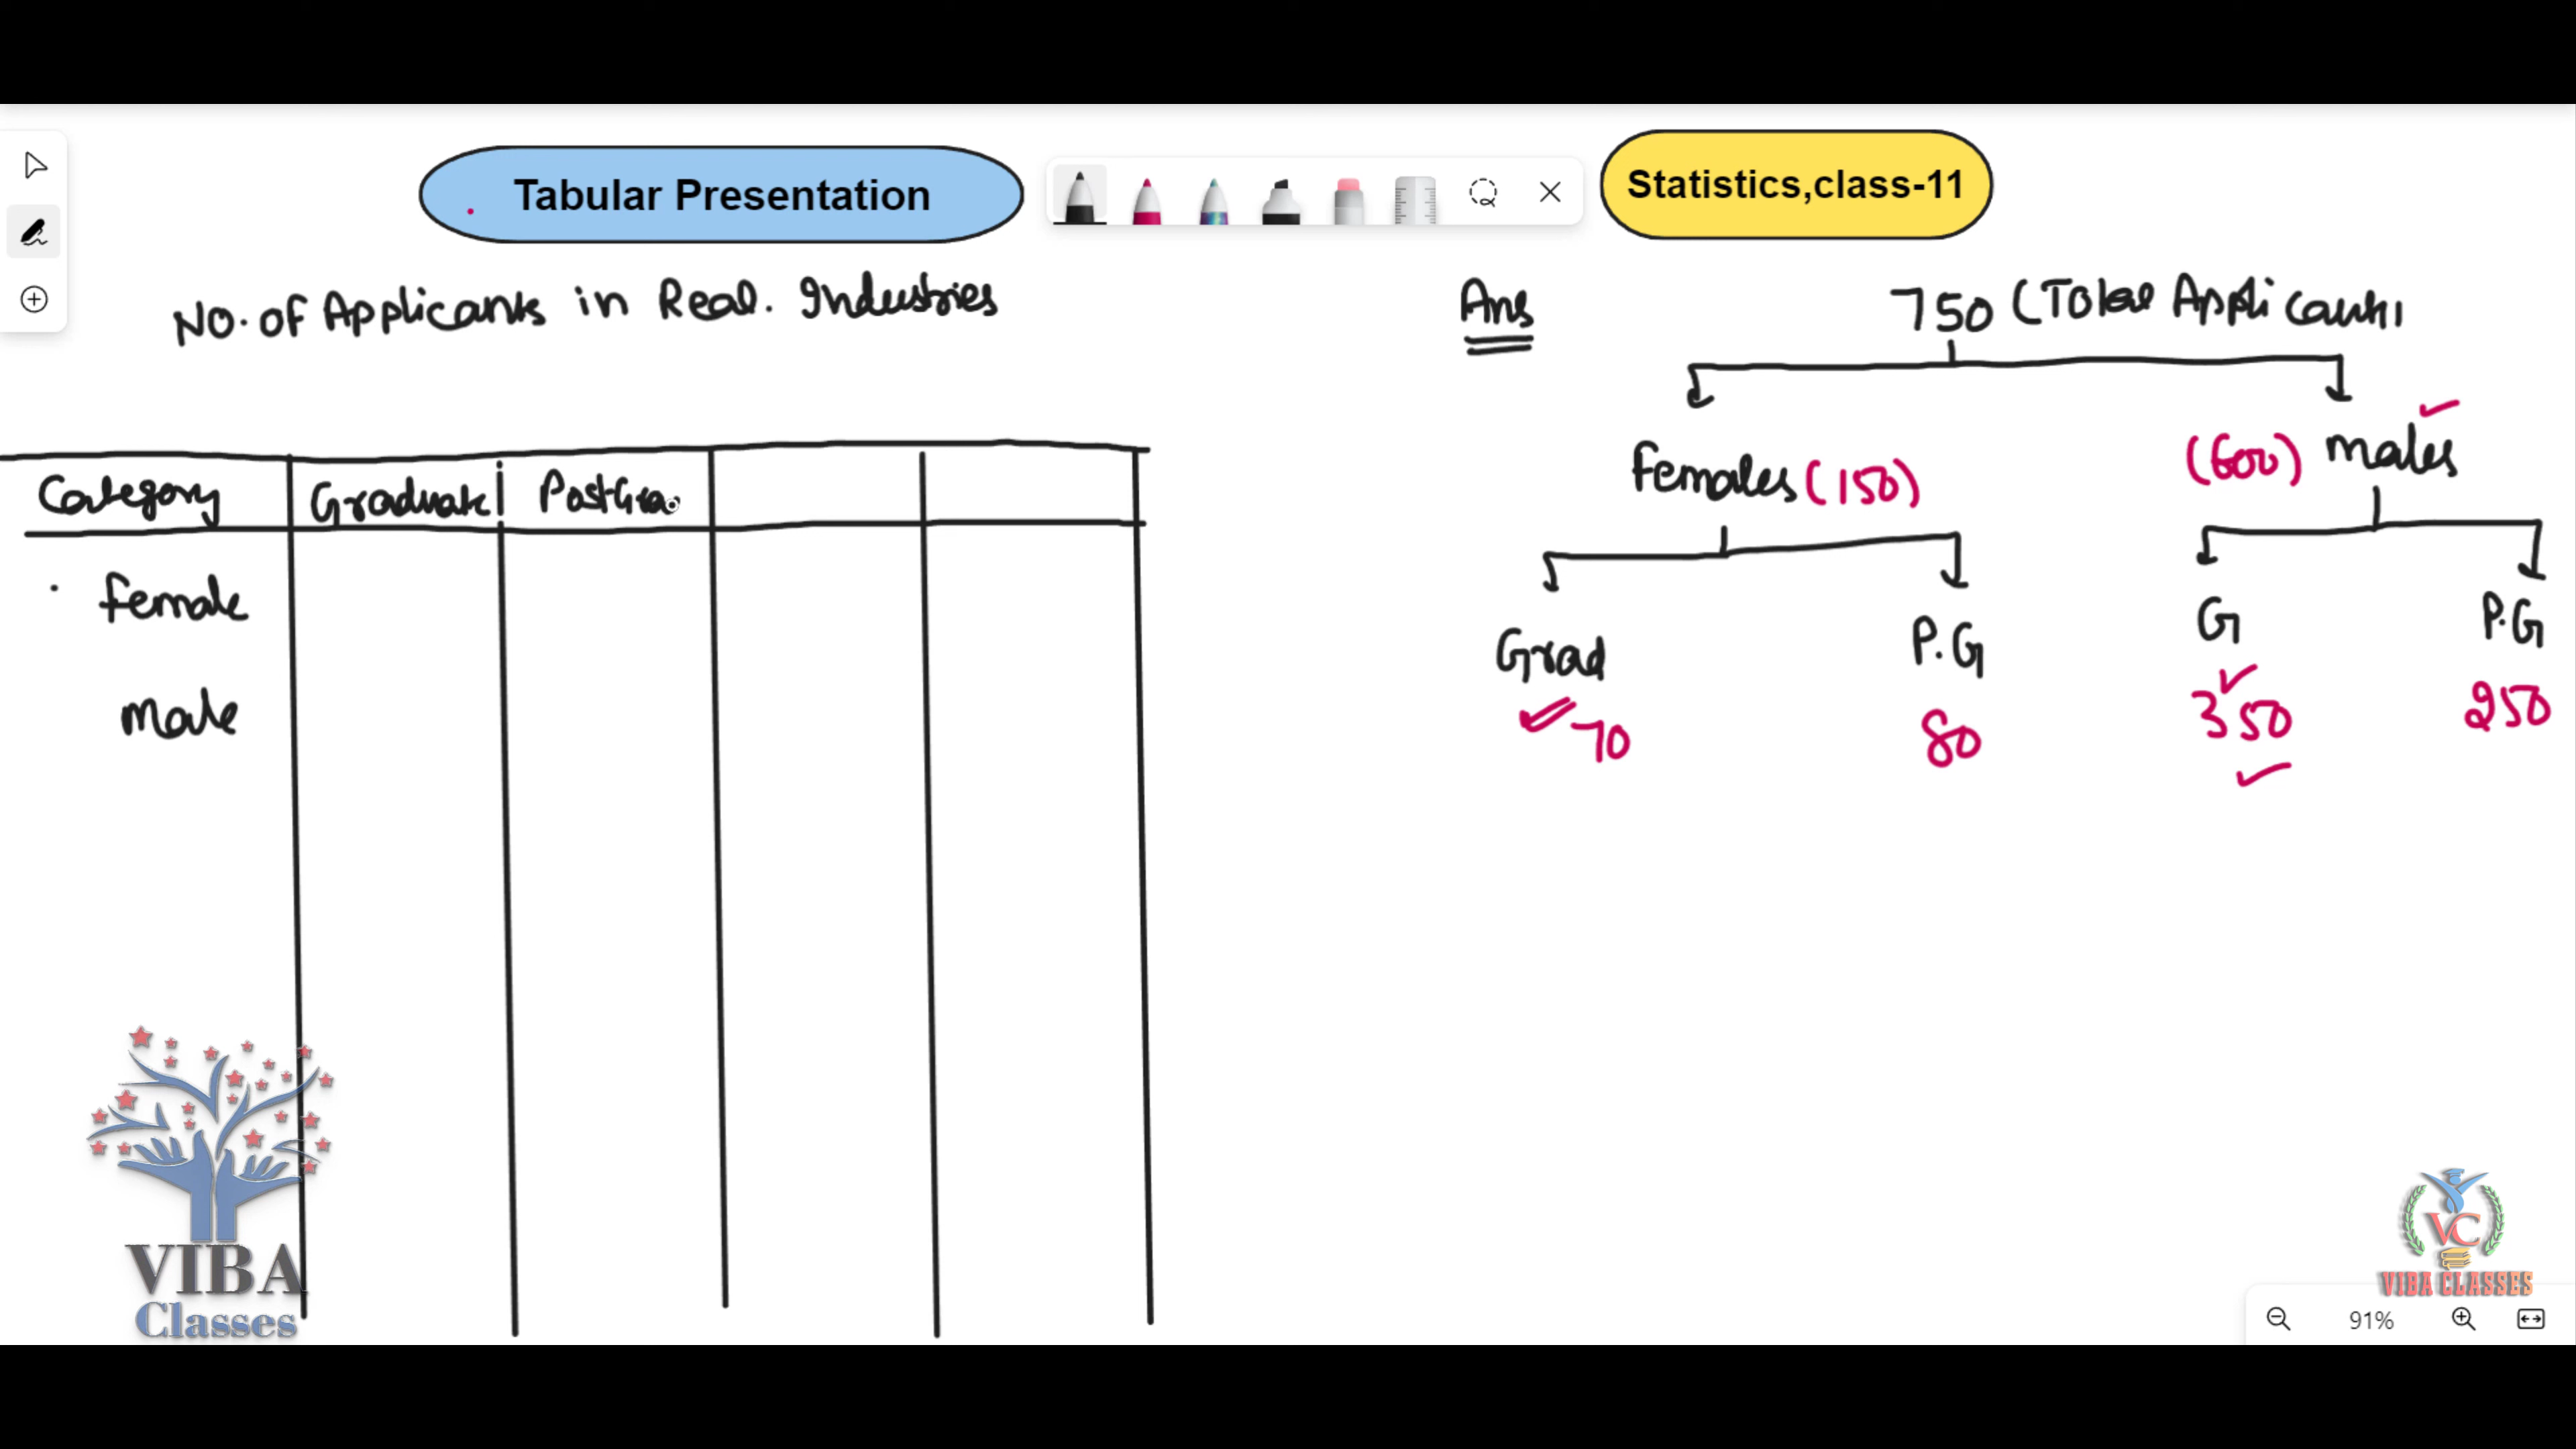 Tabular Presentation
Statistics,class-11
No. of Applicants in Real. Industries
Category Graduate PostGra
Female
Male
Ans
750 (Total Applicants
Females (150)
(600) males
Grad
P.G
G
P.G
70
80
350
250
VIBA
Classes
VC
VIBA CLASSES
91%